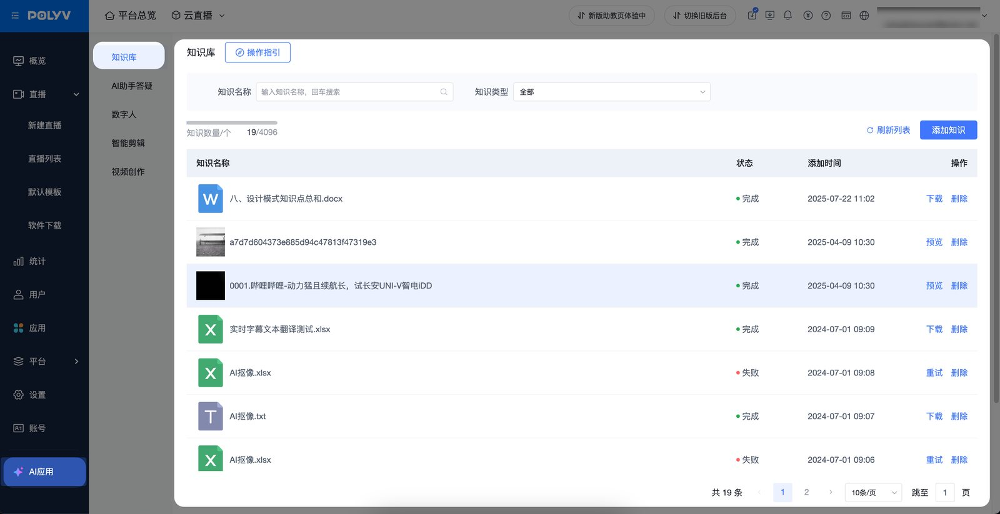 POLYV
平台总览
云直播
新版助教页体验中
切换旧版后台
概览
直播
新建直播
直播列表
默认模板
软件下载
统计
用户
应用
平台
设置
账号
AI应用
知识库
AI助手答疑
数字人
智能剪辑
视频创作
知识库
操作指引
知识名称
输入知识名称，回车搜索
知识类型
全部
知识数量/个 19/4096
刷新列表
添加知识
知识名称 状态 添加时间 操作
W 八、设计模式知识点总和.docx 完成 2025-07-22 11:02 下载 删除
a7d7d604373e885d94c47813f47319e3 完成 2025-04-09 10:30 预览 删除
0001.哔哩哔哩-动力猛且续航长，试长安UNI-V智电iDD 完成 2025-04-09 10:30 预览 删除
X 实时字幕文本翻译测试.xlsx 完成 2024-07-01 09:09 下载 删除
X AI抠像.xlsx 失败 2024-07-01 09:08 重试 删除
T AI抠像.txt 完成 2024-07-01 09:07 下载 删除
X AI抠像.xlsx 失败 2024-07-01 09:06 重试 删除
共 19 条 1 2 10条/页 跳至 1 页